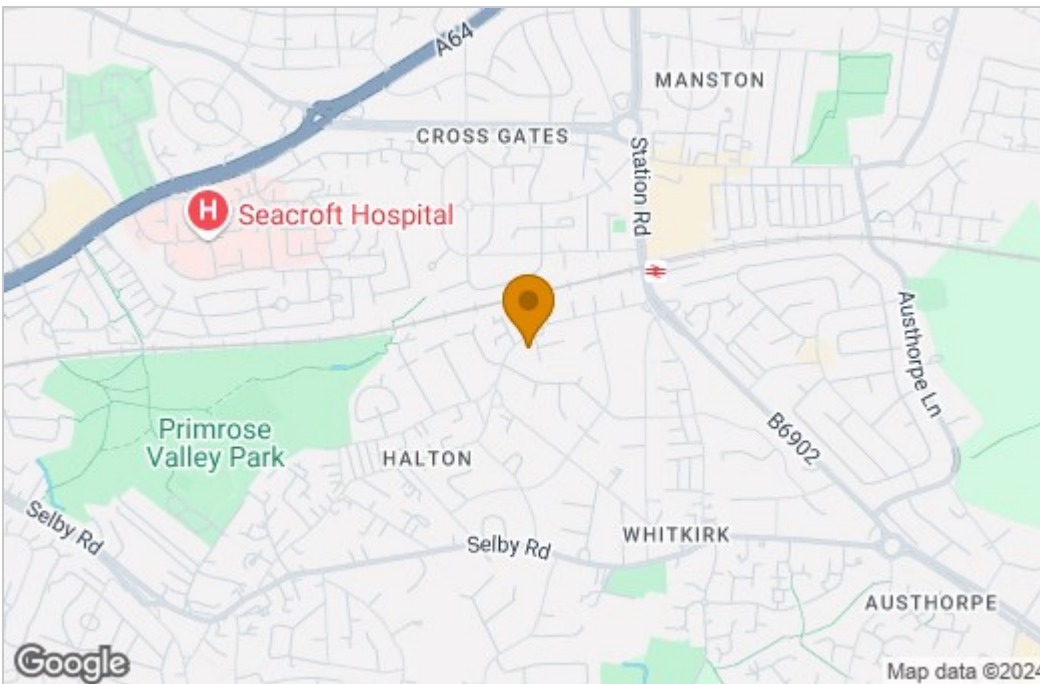 A64
MANSTON
CROSS GATES
Station Rd
H
Seacroft Hospital
Austhorpe Ln
Primrose
Valley Park
B6902
HALTON
Selby Rd
Selby Rd
WHITKIRK
AUSTHORPE
Google
Map data ©2024